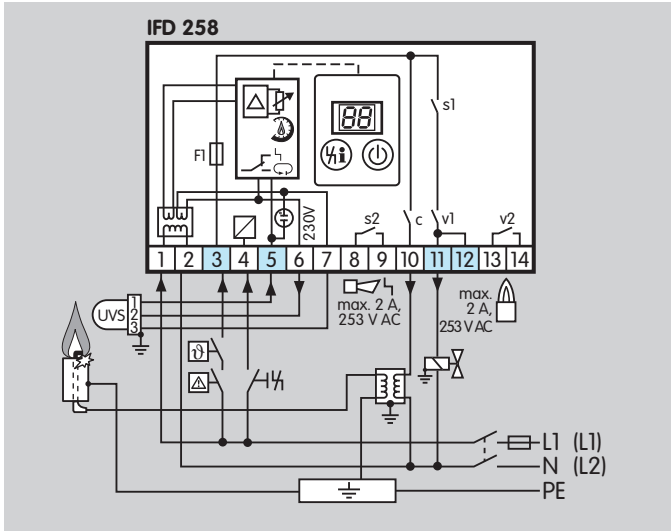 IFD 258
88
s1
F1
i
230V
s2
c
v1
v2
1 2 3 4 5 6 7 8 9 10 11 12 13 14
max. 2 A,
253 V AC
max.
2 A,
253 V AC
UVS
1
2
3
ϑ
L1 (L1)
N (L2)
PE